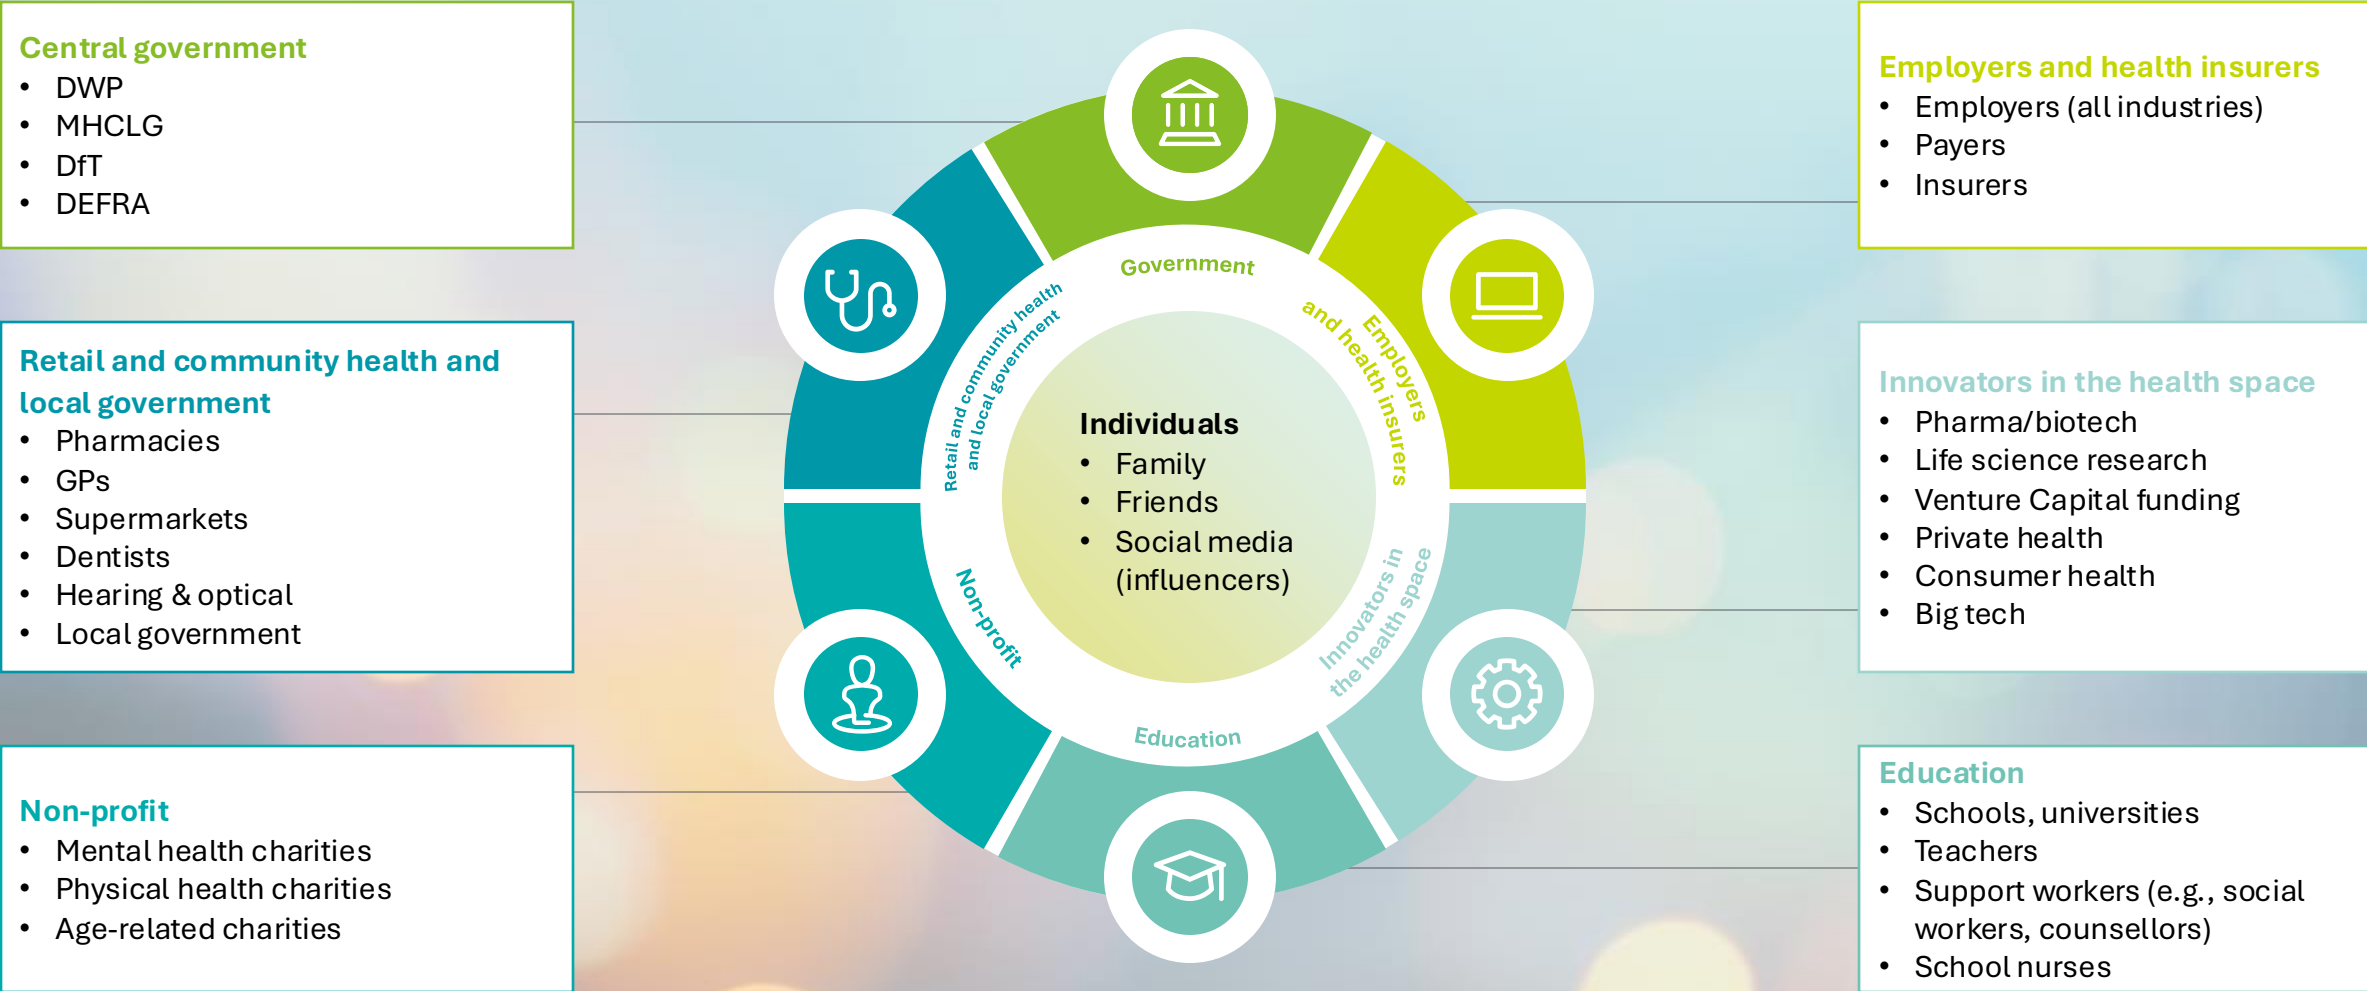 Central government
• DWP
• MHCLG
• DfT
• DEFRA
Retail and community health and
local government
• Pharmacies
• GPs
• Supermarkets
• Dentists
• Hearing & optical
• Local government
Non-profit
• Mental health charities
• Physical health charities
• Age-related charities
Government
Employers
and health insurers
Innovators in
the health space
Education
Non-profit
Retail and community health
and local government
Individuals
• Family
• Friends
• Social media
(influencers)
Employers and health insurers
• Employers (all industries)
• Payers
• Insurers
Innovators in the health space
• Pharma/biotech
• Life science research
• Venture Capital funding
• Private health
• Consumer health
• Big tech
Education
• Schools, universities
• Teachers
• Support workers (e.g., social
workers, counsellors)
• School nurses